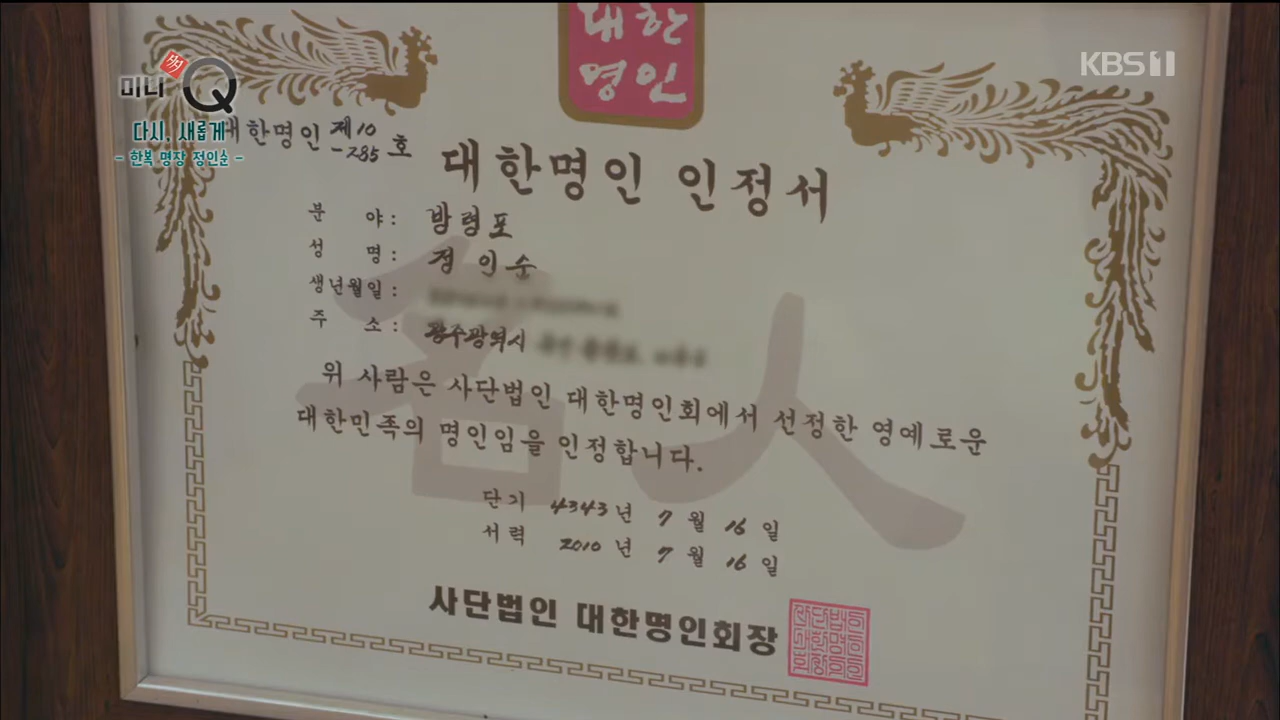 KBS 1
미니 多 Q
다시, 새롭게
- 한복 명장 정인순 -
대한
명인
대한명인 제10-285호
대한명인 인정서
분 야: 방령포
성 명: 정인순
생년월일:
주 소: 광주광역시
名人
위 사람은 사단법인 대한명인회에서 선정한 영예로운
대한민족의 명인임을 인정합니다.
단기 4343년 7월 16일
서력 2010년 7월 16일
사단법인 대한명인회장